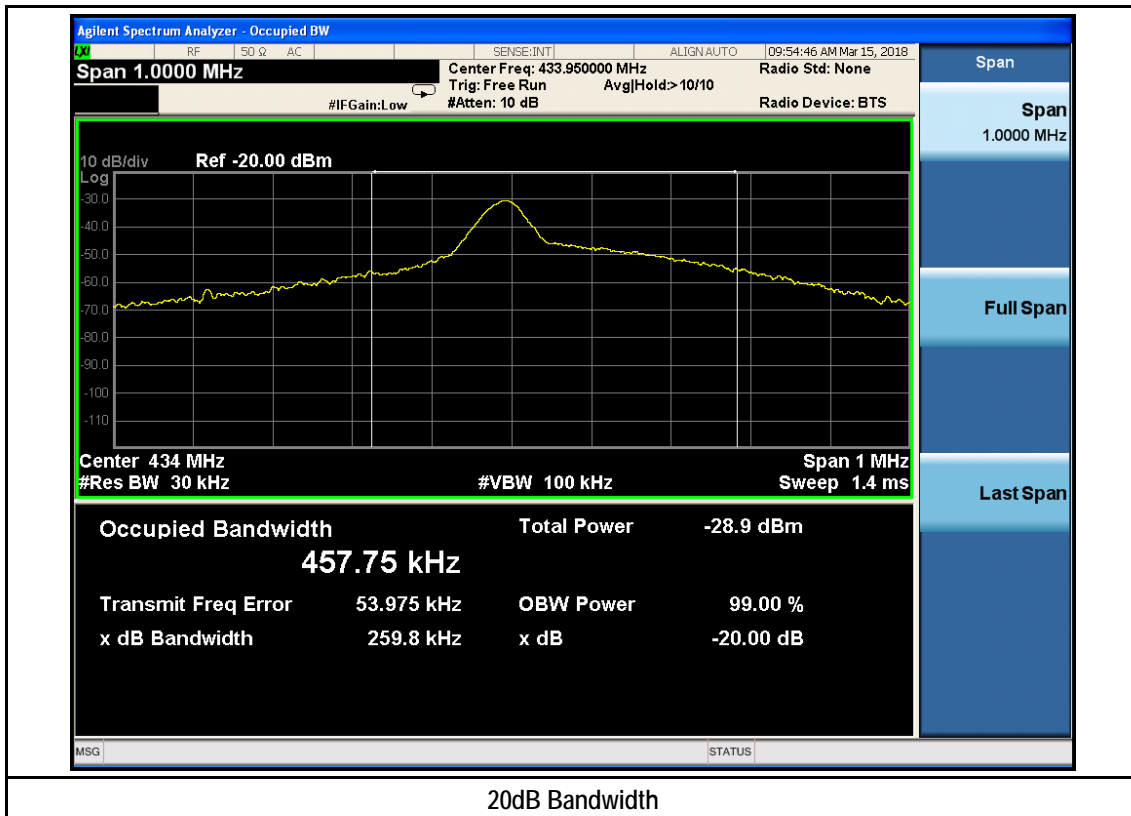 Agilent Spectrum Analyzer - Occupied BW
LXI RF 50 Ω AC SENSE:INT ALIGN AUTO 09:54:46 AM Mar 15, 2018
Span 1.0000 MHz
Center Freq: 433.950000 MHz
Radio Std: None
Trig: Free Run Avg|Hold:> 10/10
#IFGain:Low #Atten: 10 dB Radio Device: BTS
Span
Span
1.0000 MHz
Full Span
Last Span
10 dB/div Ref -20.00 dBm
Log
-30.0
-40.0
-50.0
-60.0
-70.0
-80.0
-90.0
-100
-110
Center 434 MHz Span 1 MHz
#Res BW 30 kHz #VBW 100 kHz Sweep 1.4 ms
Occupied Bandwidth Total Power -28.9 dBm
457.75 kHz
Transmit Freq Error 53.975 kHz OBW Power 99.00 %
x dB Bandwidth 259.8 kHz x dB -20.00 dB
MSG STATUS
20dB Bandwidth